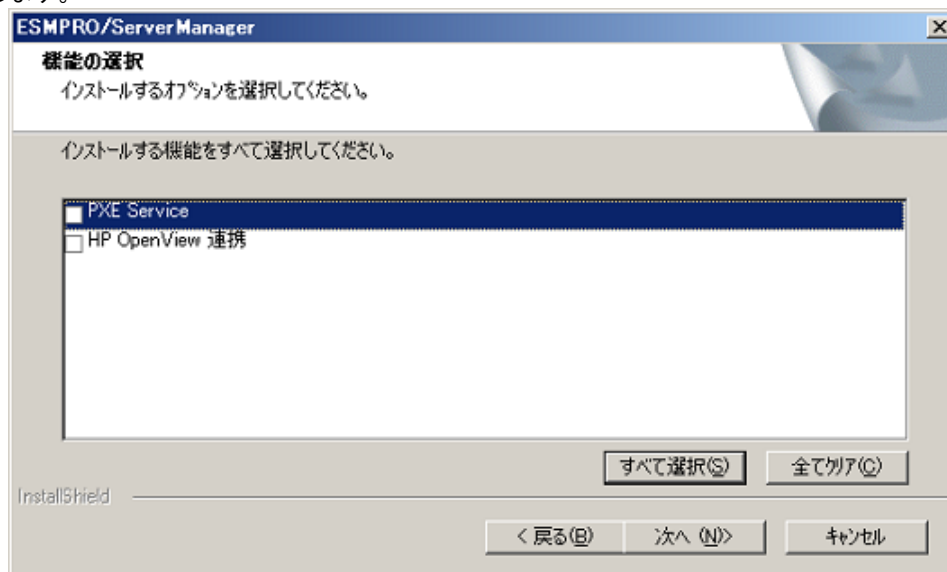 ESMPRO/ServerManager
機能の選択
インストールするオプションを選択してください。
インストールする機能をすべて選択してください。
PXE Service
HP OpenView 連携
すべて選択(S) 全てクリア(C)
InstallShield
< 戻る(B) 次へ (N)> キャンセル